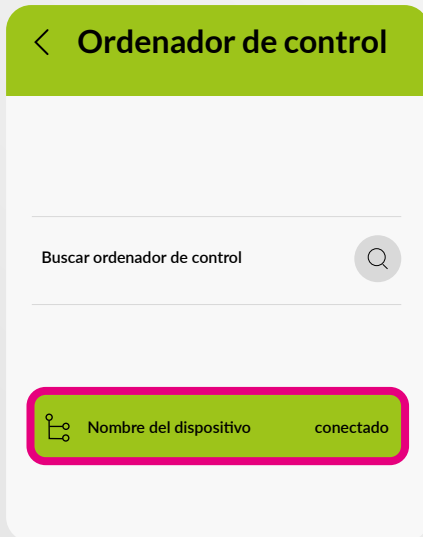 Ordenador de control
Buscar ordenador de control
Nombre del dispositivo conectado